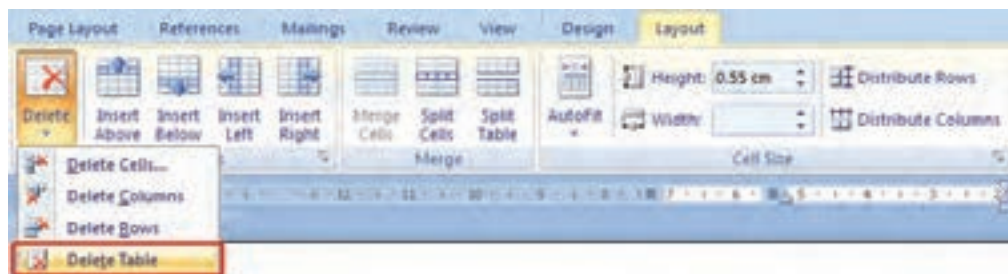 Page Layout References Mailings Review View Design Layout
Delete Insert Above Insert Below Insert Left Insert Right Merge Cells Split Cells Split Table AutoFit Height: 0.55 cm Distribute Rows
Width: Distribute Columns
Merge Cell Size
Delete Cells...
Delete Columns
Delete Rows
Delete Table